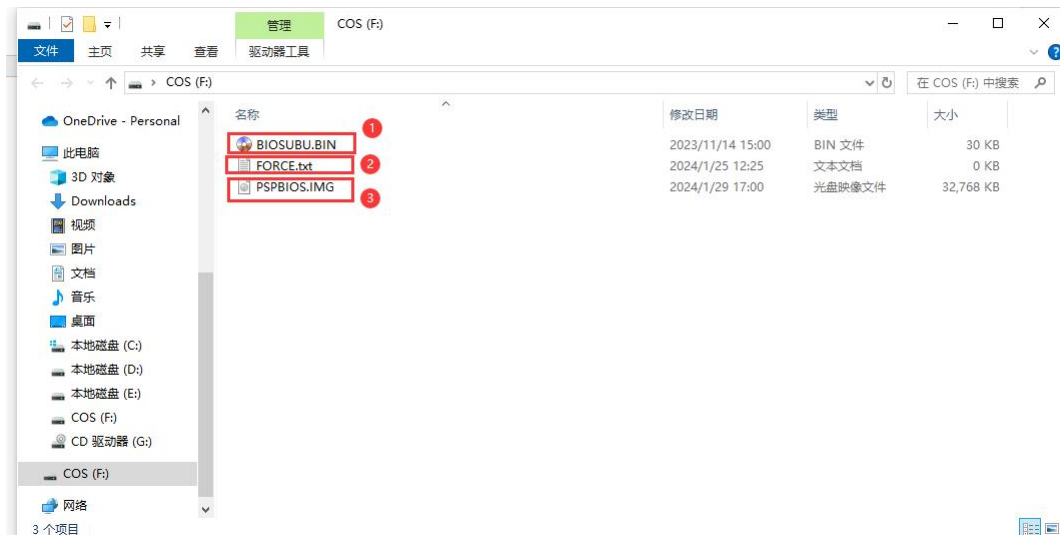 管理
COS (F:)
文件
主页
共享
查看
驱动器工具
COS (F:)
在 COS (F:) 中搜索
OneDrive - Personal
此电脑
3D 对象
Downloads
视频
图片
文档
音乐
桌面
本地磁盘 (C:)
本地磁盘 (D:)
本地磁盘 (E:)
COS (F:)
CD 驱动器 (G:)
COS (F:)
网络
名称 修改日期 类型 大小
1
BIOSUBU.BIN 2023/11/14 15:00 BIN 文件 30 KB
FORCE.txt 2 2024/1/25 12:25 文本文档 0 KB
PSPBIOS.IMG 2024/1/29 17:00 光盘映像文件 32,768 KB
3
3 个项目